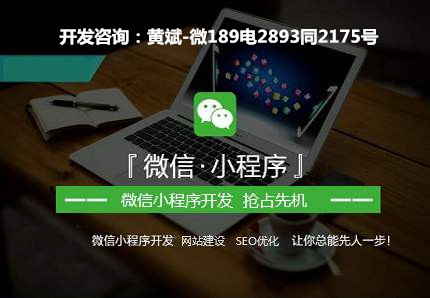 开发咨询：黄斌-微189电2893同2175号
『微信·小程序』
微信小程序开发 抢占先机
微信小程序开发 网站建设 SEO优化 让你总能先人一步!